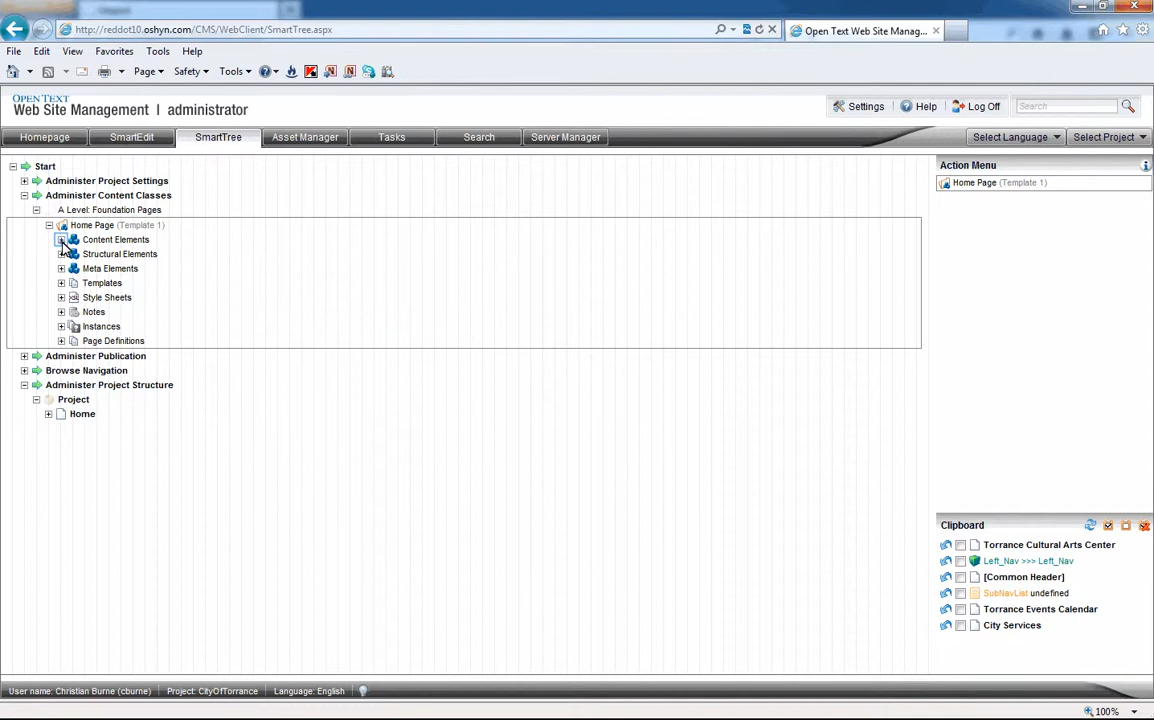 http://reddot10.oshyn.com/CMS/WebClient/SmartTree.aspx
Open Text Web Site Manag...
File Edit View Favorites Tools Help
Page Safety Tools
OPEN TEXT
Web Site Management | administrator
Settings Help Log Off Search
Homepage SmartEdit SmartTree Asset Manager Tasks Search Server Manager Select Language Select Project
Start
Administer Project Settings
Administer Content Classes
A Level: Foundation Pages
Home Page (Template 1)
Content Elements
Structural Elements
Meta Elements
Templates
Style Sheets
Notes
Instances
Page Definitions
Administer Publication
Browse Navigation
Administer Project Structure
Project
Home
Action Menu
Home Page (Template 1)
Clipboard
Torrance Cultural Arts Center
Left_Nav >>> Left_Nav
[Common Header]
SubNavList undefined
Torrance Events Calendar
City Services
User name: Christian Burne (cburne) Project: CityOfTorrance Language: English
100%